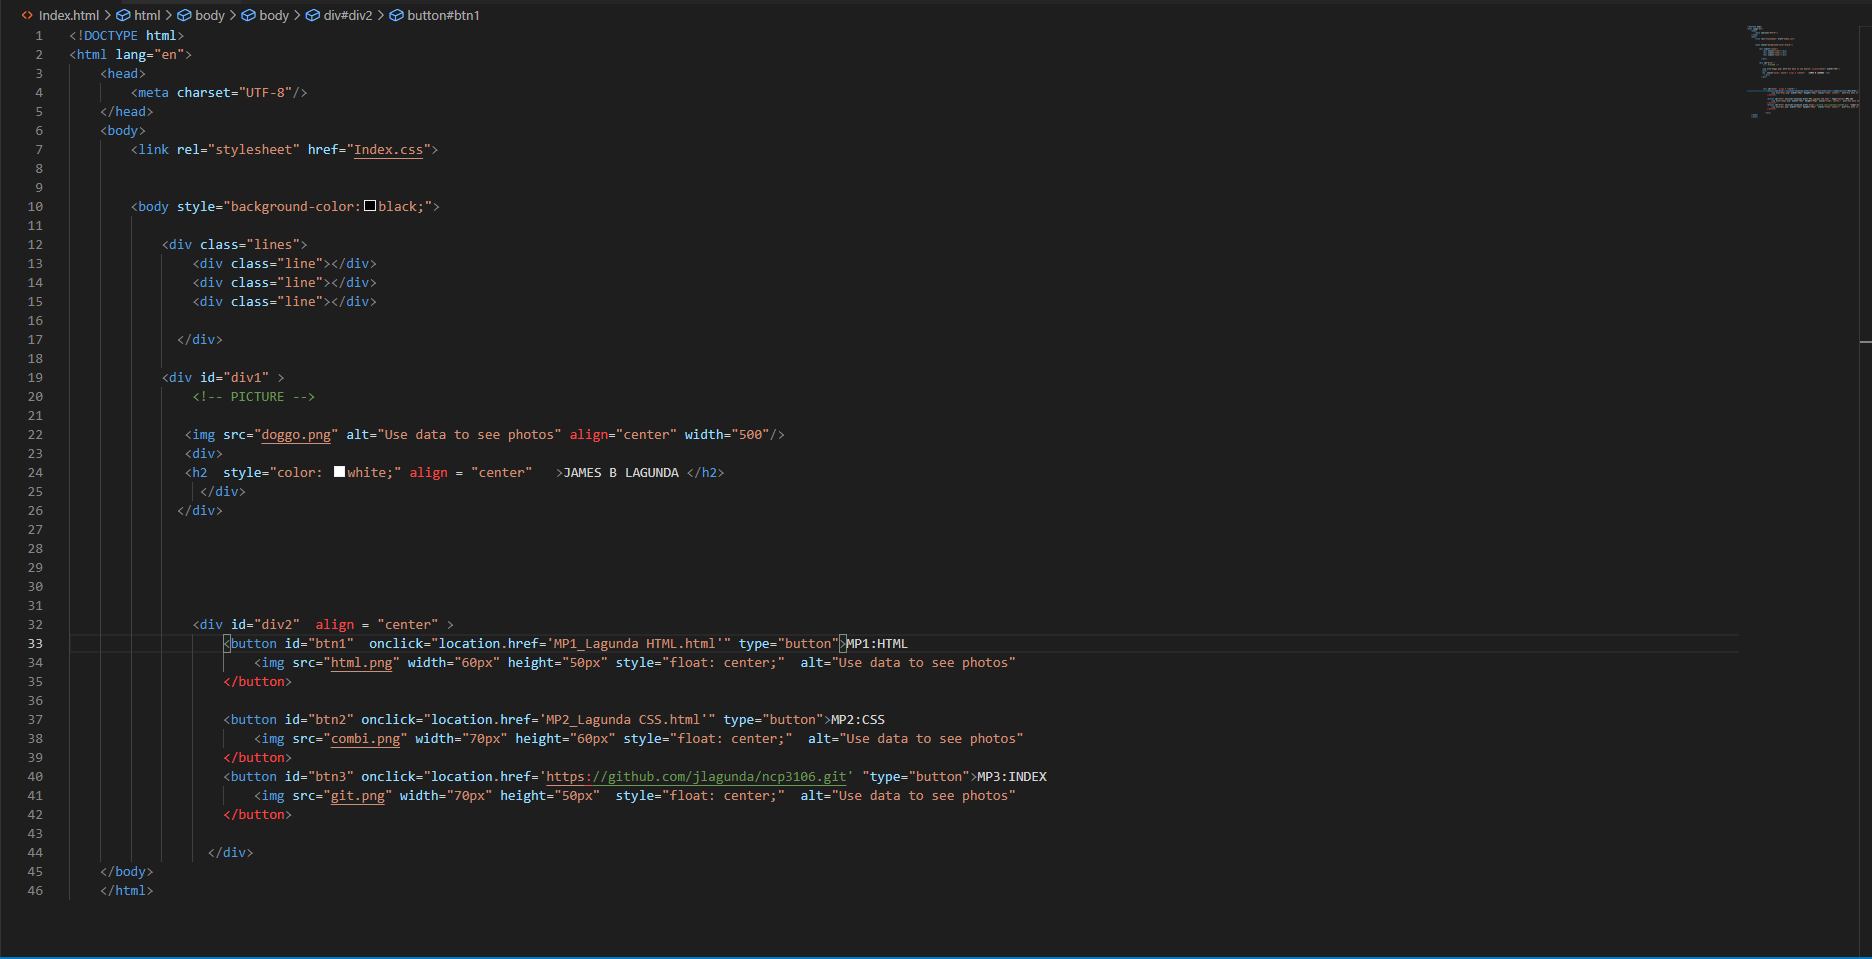 Index.html > html > body > body > div#div2 > button#btn1
1 <!DOCTYPE html>
2 <html lang="en">
3 <head>
4 <meta charset="UTF-8"/>
5 </head>
6 <body>
7 <link rel="stylesheet" href="Index.css">
8
9
10 <body style="background-color:black;">
11
12 <div class="lines">
13 <div class="line"></div>
14 <div class="line"></div>
15 <div class="line"></div>
16
17 </div>
18
19 <div id="div1" >
20 <!-- PICTURE -->
21
22 <img src="doggo.png" alt="Use data to see photos" align="center" width="500"/>
23 <div>
24 <h2  style="color: white;" align = "center"   >JAMES B LAGUNDA </h2>
25 </div>
26 </div>
27
28
29
30
31
32 <div id="div2"  align = "center" >
33 <button id="btn1"  onclick="location.href='MP1_Lagunda HTML.html'" type="button">MP1:HTML
34 <img src="html.png" width="60px" height="50px" style="float: center;"  alt="Use data to see photos"
35 </button>
36
37 <button id="btn2" onclick="location.href='MP2_Lagunda CSS.html'" type="button">MP2:CSS
38 <img src="combi.png" width="70px" height="60px" style="float: center;"  alt="Use data to see photos"
39 </button>
40 <button id="btn3" onclick="location.href='https://github.com/jlagunda/ncp3106.git' "type="button">MP3:INDEX
41 <img src="git.png" width="70px" height="50px"  style="float: center;"  alt="Use data to see photos"
42 </button>
43
44 </div>
45 </body>
46 </html>